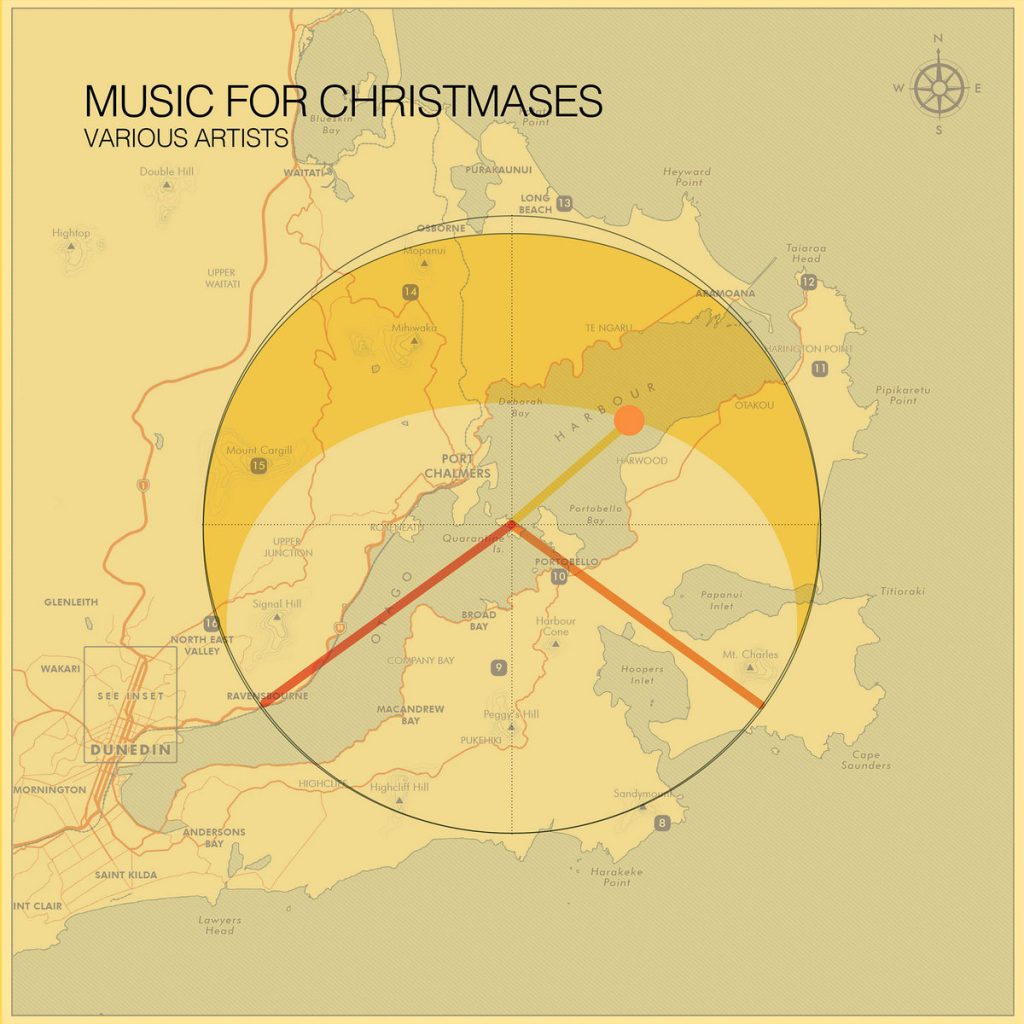 MUSIC FOR CHRISTMASES
VARIOUS ARTISTS
N
W
E
S
Blueskin
Bay
Point
Double Hill
WAITATI
PURAKAUNUI
Heyward
Point
LONG
BEACH
13
Hightop
OSBORNE
Mopanui
Taiaroa
Head
UPPER
WAITATI
14
12
ARAMOANA
Mihiwaka
TE NGARU
HARINGTON POINT
11
Pipikaretu
Point
Deborah
Bay
HARBOUR
OTAKOU
Mount Cargill
15
PORT
CHALMERS
HARWOOD
1
ROSENEATH
Portobello
Bay
Quarantine
Is.
UPPER
JUNCTION
PORTOBELLO
10
OTAGO
Papanui
Inlet
Titioraki
GLENLEITH
Signal Hill
16
NORTH EAST
VALLEY
88
BROAD
BAY
Harbour
Cone
WAKARI
COMPANY BAY
9
Hoopers
Inlet
Mt. Charles
SEE INSET
RAVENSBOURNE
MACANDREW
BAY
Peggy's Hill
DUNEDIN
PUKEHIKI
Cape
Saunders
MORNINGTON
HIGHCLIFF
Highcliff Hill
Sandymount
8
ANDERSONS
BAY
SAINT KILDA
Harakeke
Point
INT CLAIR
Lawyers
Head